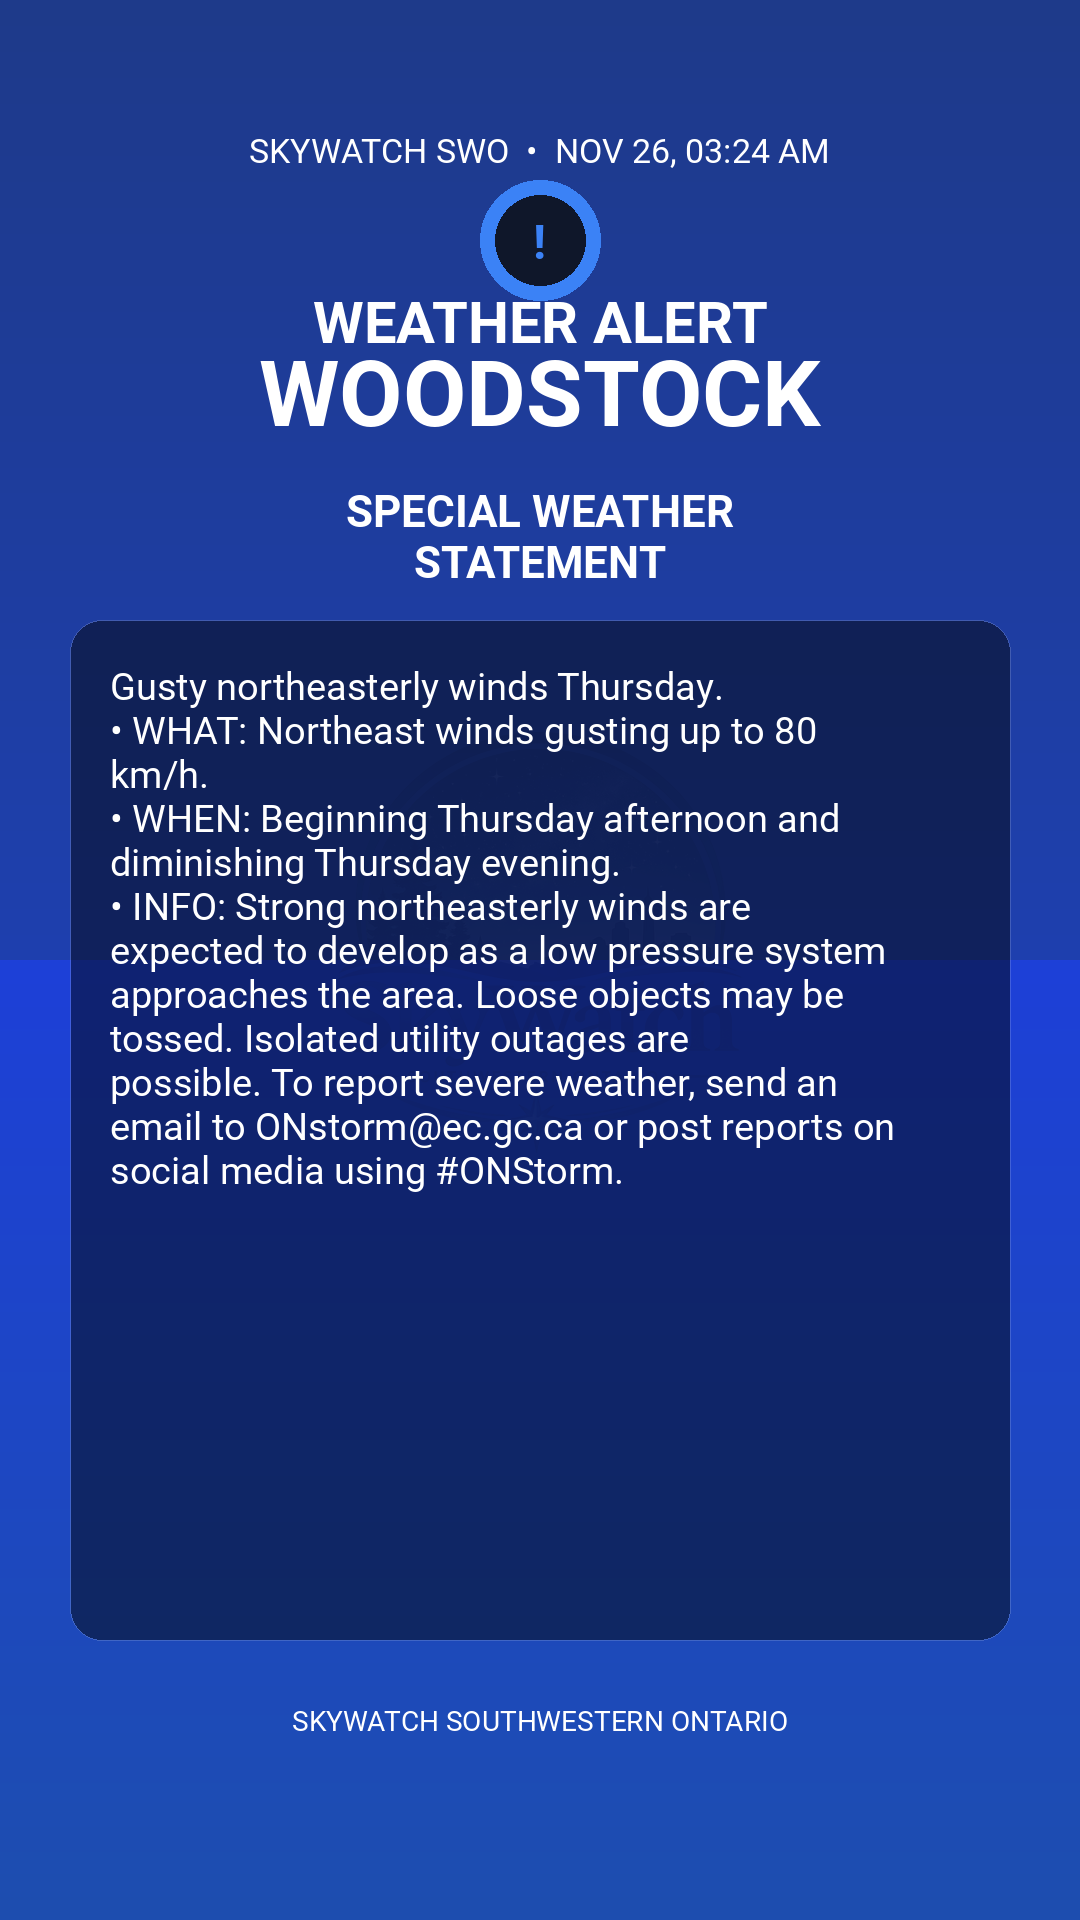 SKYWATCH SWO • NOV 26, 03:24 AM
!
WEATHER ALERT
WOODSTOCK
SPECIAL WEATHER
STATEMENT
Gusty northeasterly winds Thursday.
• WHAT: Northeast winds gusting up to 80
km/h.
• WHEN: Beginning Thursday afternoon and
diminishing Thursday evening.
• INFO: Strong northeasterly winds are
expected to develop as a low pressure system
approaches the area. Loose objects may be
tossed. Isolated utility outages are
possible. To report severe weather, send an
email to ONstorm@ec.gc.ca or post reports on
social media using #ONStorm.
SKYWATCH SOUTHWESTERN ONTARIO